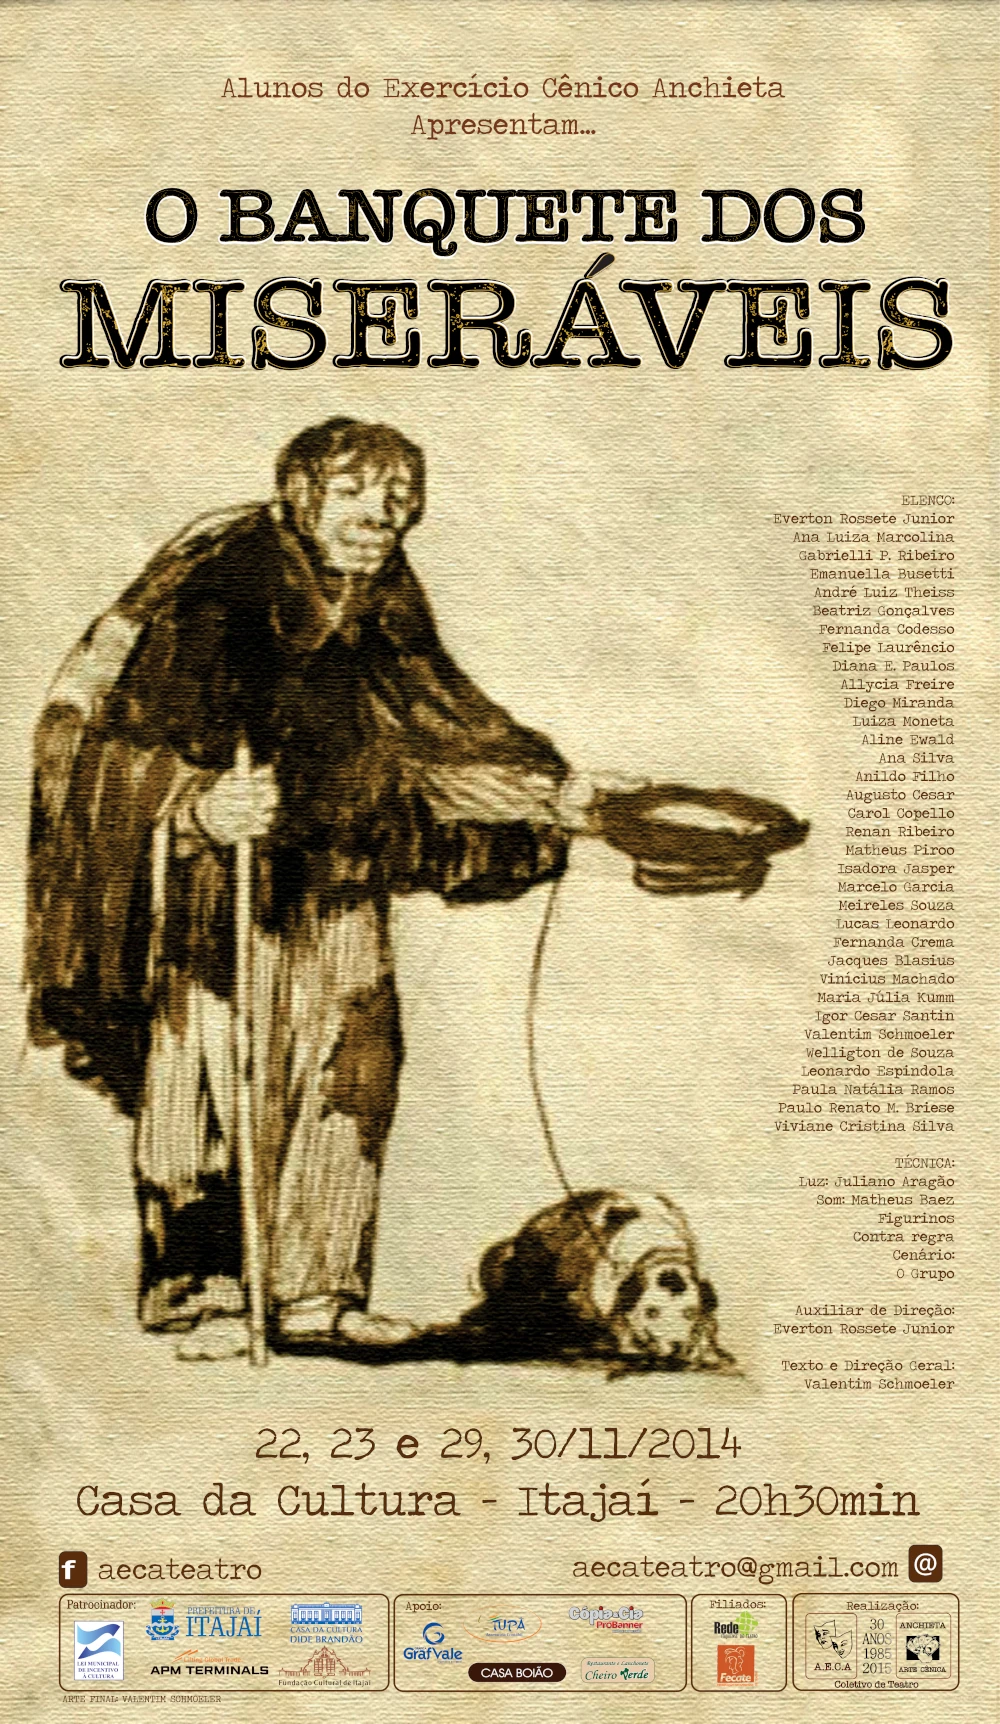 Alunos do Exercício Cênico Anchieta
Apresentam...
O BANQUETE DOS
MISERÁVEIS
ELENCO:
Everton Rossete Junior
Ana Luiza Marcolina
Gabrielli P. Ribeiro
Emanuella Busetti
André Luiz Theiss
Beatriz Gonçalves
Fernanda Codesso
Felipe Laurêncio
Diana E. Paulos
Allycia Freire
Diego Miranda
Luiza Moneta
Aline Ewald
Ana Silva
Anildo Filho
Augusto Cesar
Carol Copello
Renan Ribeiro
Matheus Piroo
Isadora Jasper
Marcelo Garcia
Meireles Souza
Lucas Leonardo
Fernanda Crema
Jacques Blasius
Vinícius Machado
Maria Júlia Kumm
Igor Cesar Santin
Valentim Schmoeler
Welligton de Souza
Leonardo Espíndola
Paula Natália Ramos
Paulo Renato M. Briese
Viviane Cristina Silva
TÉCNICA:
Luz: Juliano Aragão
Som: Matheus Baez
Figurinos
Contra regra
Cenário:
O Grupo
Auxiliar de Direção:
Everton Rossete Junior
Texto e Direção Geral:
Valentim Schmoeler
22, 23 e 29, 30/11/2014
Casa da Cultura - Itajaí - 20h30min
f aecateatro
aecateatro@gmail.com @
Patrocinador:
LEI MUNICIPAL
DE INCENTIVO
À CULTURA
PREFEITURA DE
ITAJAÍ
APM TERMINALS
CASA DA CULTURA
DIDE BRANDÃO
Fundação Cultural de Itajaí
Apoio:
GrafVale
TUPÃ
CASA BOIÃO
Cópia&Cia
ProBanner
Restaurante e Lanchonete
Cheiro Verde
Filiados:
Rede
Fecate
Realização:
A.E.C.A
30
ANOS
1985
2015
ANCHIETA
ARTE CÊNICA
Coletivo de Teatro
ARTE FINAL: VALENTIM SCHMOELER